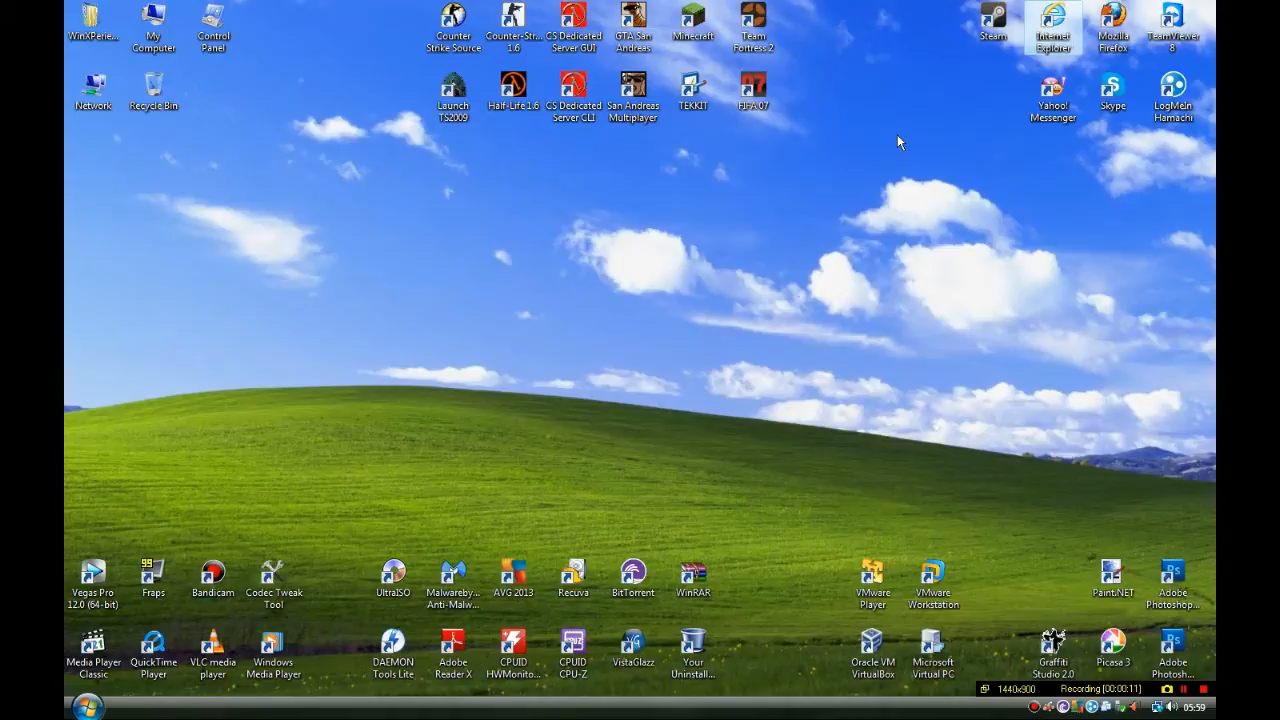 WinXPerie...
My
Computer
Control
Panel
Counter
Strike Source
Counter-Str...
1.6
CS Dedicated
Server GUI
GTA San
Andreas
Minecraft
Team
Fortress 2
Steam
Internet
Explorer
Mozilla
Firefox
TeamViewer
8
Network
Recycle Bin
Launch
TS2009
Half-Life 1.6
CS Dedicated
Server CLI
San Andreas
Multiplayer
TEKKIT
FIFA 07
Yahoo!
Messenger
Skype
LogMeIn
Hamachi
Vegas Pro
12.0 (64-bit)
99
Fraps
Bandicam
Codec Tweak
Tool
UltraISO
Malwareby...
Anti-Malw...
AVG 2013
Recuva
BitTorrent
WinRAR
VMware
Player
VMware
Workstation
Paint.NET
Ps
Adobe
Photoshop...
Media Player
Classic
QuickTime
Player
VLC media
player
Windows
Media Player
DAEMON
Tools Lite
Adobe
Reader X
CPUID
HWMonito...
CPUID
CPU-Z
VistaGlazz
Your
Uninstall...
Oracle VM
VirtualBox
Microsoft
Virtual PC
Graffiti
Studio 2.0
Picasa 3
Ps
Adobe
Photosh...
1440x900 Recording [00:00:11]
05:59